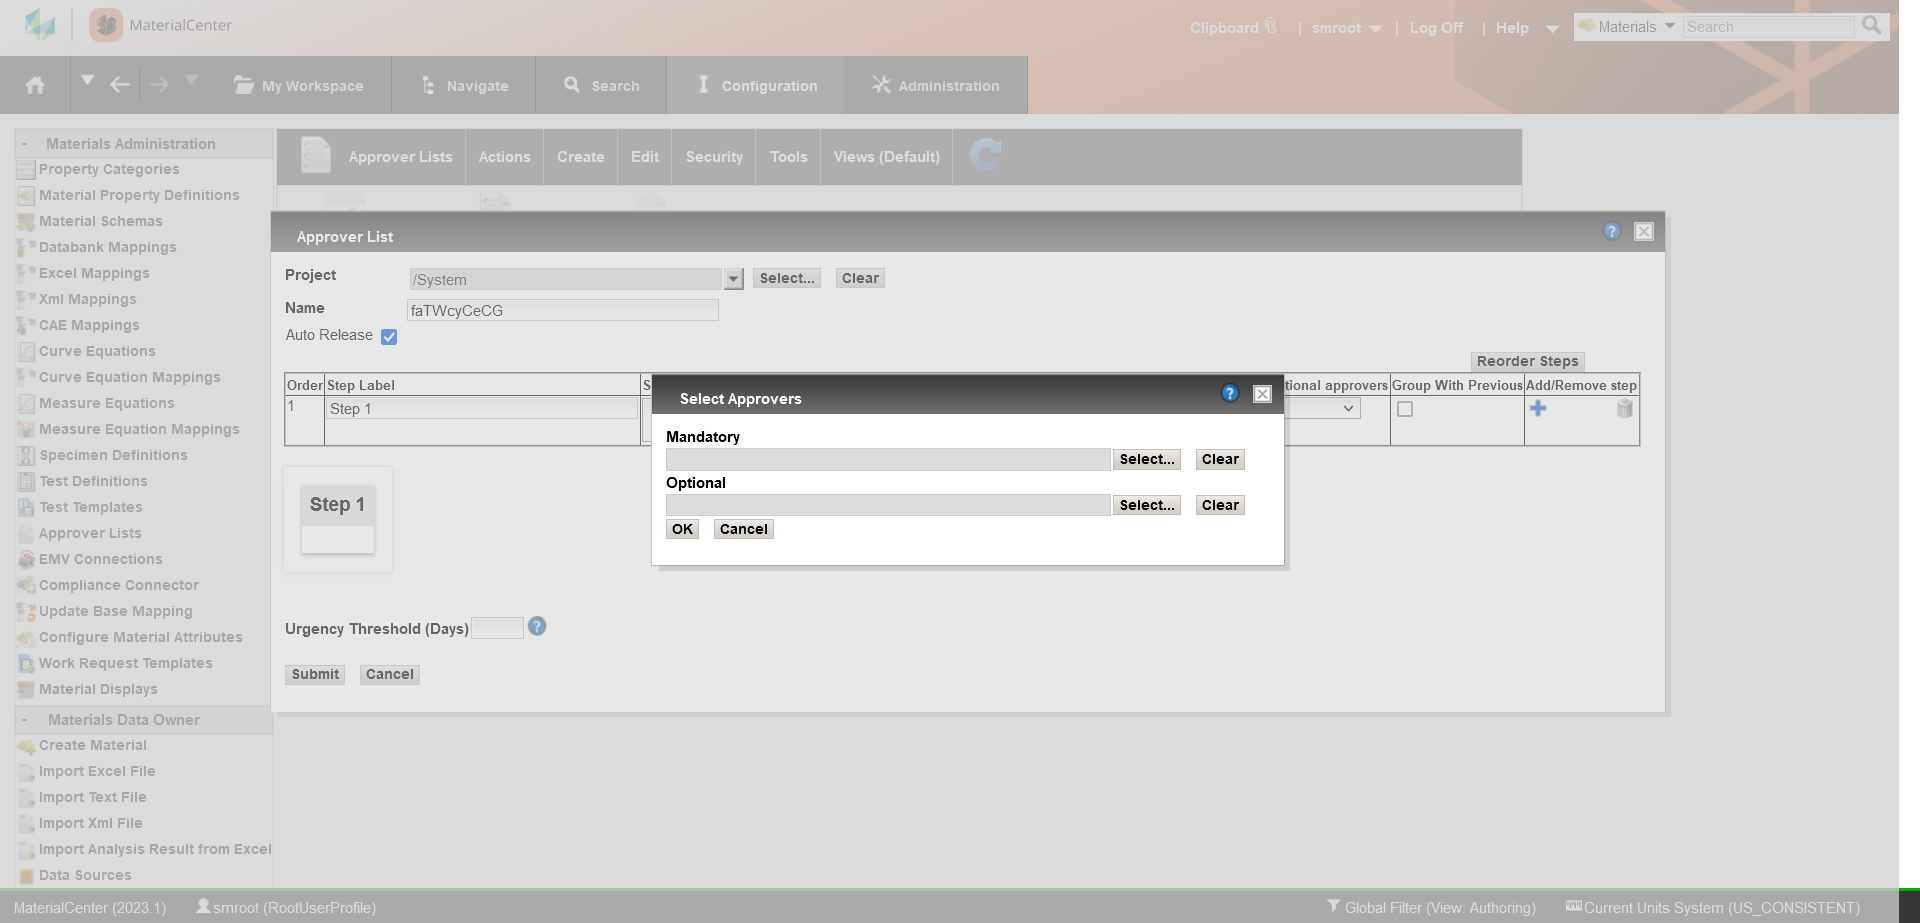 MaterialCenter
Clipboard | smroot | Log Off | Help Materials Search
My Workspace Navigate Search Configuration Administration
- Materials Administration
Property Categories
Material Property Definitions
Material Schemas
Databank Mappings
Excel Mappings
Xml Mappings
CAE Mappings
Curve Equations
Curve Equation Mappings
Measure Equations
Measure Equation Mappings
Specimen Definitions
Test Definitions
Test Templates
Approver Lists
EMV Connections
Compliance Connector
Update Base Mapping
Configure Material Attributes
Work Request Templates
Material Displays
- Materials Data Owner
Create Material
Import Excel File
Import Text File
Import Xml File
Import Analysis Result from Excel
Data Sources
Approver Lists Actions Create Edit Security Tools Views (Default)
Approver List ?
Project /System Select... Clear
Name faTWcyCeCG
Auto Release
Reorder Steps
Order Step Label S tional approvers Group With Previous Add/Remove step
1 Step 1
Select Approvers ?
Mandatory
Select... Clear
Optional
Select... Clear
OK Cancel
Step 1
Urgency Threshold (Days) ?
Submit Cancel
MaterialCenter (2023.1) smroot (RootUserProfile) Global Filter (View: Authoring) Current Units System (US_CONSISTENT)